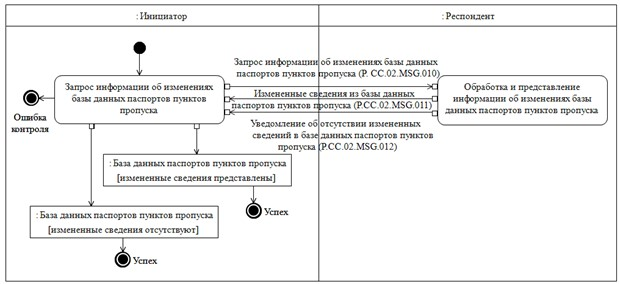 : Инициатор
: Респондент
Запрос информации об изменениях базы данных
паспортов пунктов пропуска (P. CC.02.MSG.010)
Запрос информации об изменениях
базы данных паспортов пунктов
пропуска
Измененные сведения из базы данных
паспортов пунктов пропуска (P.CC.02.MSG.011)
Обработка и представление
информации об изменениях базы
данных паспортов пунктов пропуска
Ошибка
контроля
Уведомление об отсутствии измененных
сведений в базе данных паспортов пунктов
пропуска (P.CC.02.MSG.012)
: База данных паспортов пунктов пропуска
[измененные сведения представлены]
Успех
: База данных паспортов пунктов пропуска
[измененные сведения отсутствуют]
Успех